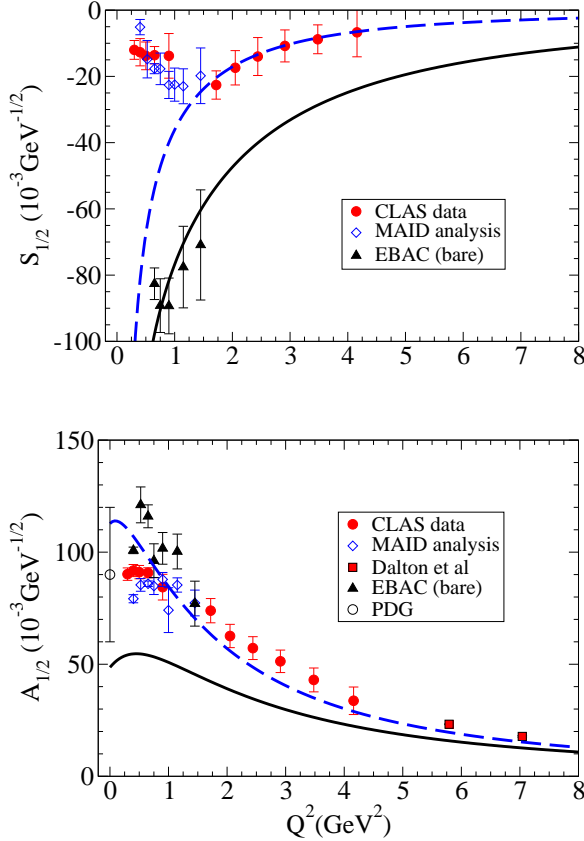 0
-20
-40
-60
-80
-100
S1/2 (10-3GeV-1/2)
CLAS data
MAID analysis
EBAC (bare)
0 1 2 3 4 5 6 7 8
150
100
50
0
A1/2 (10-3GeV-1/2)
CLAS data
MAID analysis
Dalton et al
EBAC (bare)
PDG
0 1 2 3 4 5 6 7 8
Q2(GeV2)